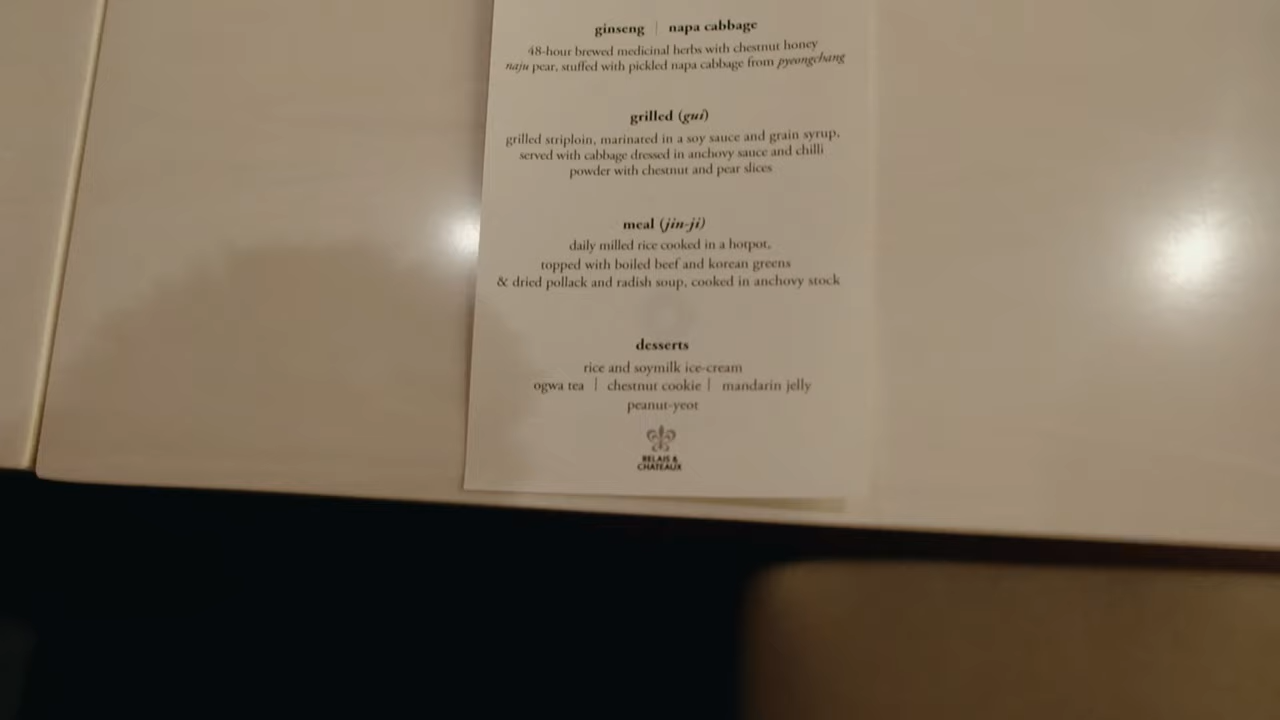 ginseng | napa cabbage
48-hour brewed medicinal herbs with chestnut honey
naju pear, stuffed with pickled napa cabbage from pyeongchang
grilled (gui)
grilled striploin, marinated in a soy sauce and grain syrup,
served with cabbage dressed in anchovy sauce and chilli
powder with chestnut and pear slices
meal (jin-ji)
daily milled rice cooked in a hotpot,
topped with boiled beef and korean greens
& dried pollack and radish soup, cooked in anchovy stock
desserts
rice and soymilk ice-cream
ogwa tea | chestnut cookie | mandarin jelly
peanut-yeot
RELAIS &
CHATEAUX